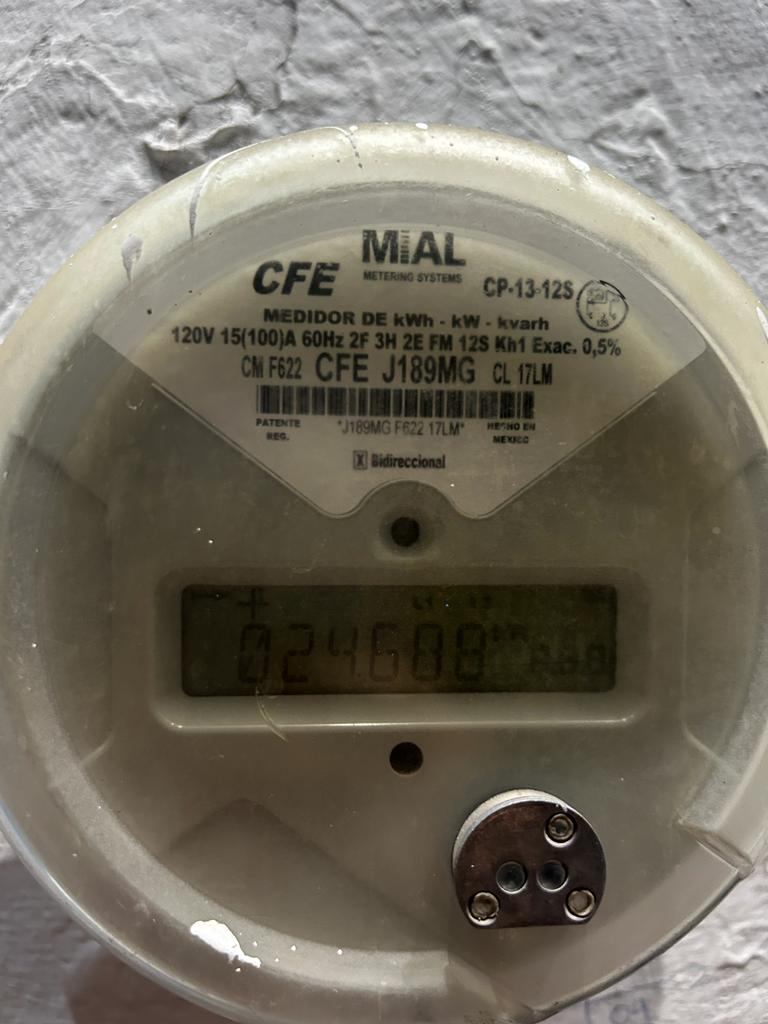 MIAL
METERING SYSTEMS
CFE
CP-13-12S
MEDIDOR DE kWh - kW - kvarh
120V 15(100)A 60Hz 2F 3H 2E FM 12S Kh1 Exac. 0,5%
CM F622 CFE J189MG CL 17LM
PATENTE REG.
*J189MG F622 17LM*
HECHO EN MEXICO
X Bidireccional